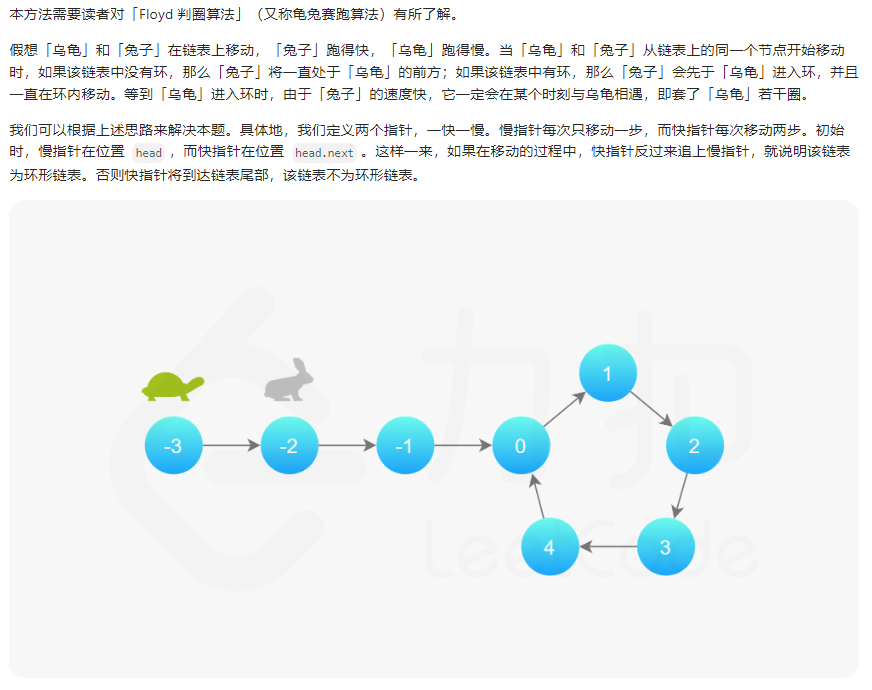 本方法需要读者对「Floyd 判圈算法」（又称龟兔赛跑算法）有所了解。
假想「乌龟」和「兔子」在链表上移动，「兔子」跑得快，「乌龟」跑得慢。当「乌龟」和「兔子」从链表上的同一个节点开始移动
时，如果该链表中没有环，那么「兔子」将一直处于「乌龟」的前方；如果该链表中有环，那么「兔子」会先于「乌龟」进入环，并且
一直在环内移动。等到「乌龟」进入环时，由于「兔子」的速度快，它一定会在某个时刻与乌龟相遇，即套了「乌龟」若干圈。
我们可以根据上述思路来解决本题。具体地，我们定义两个指针，一快一慢。慢指针每次只移动一步，而快指针每次移动两步。初始
时，慢指针在位置 head ，而快指针在位置 head.next 。这样一来，如果在移动的过程中，快指针反过来追上慢指针，就说明该链表
为环形链表。否则快指针将到达链表尾部，该链表不为环形链表。
力扣
1
-3 -2 -1 0 2
4 3
LeetCode